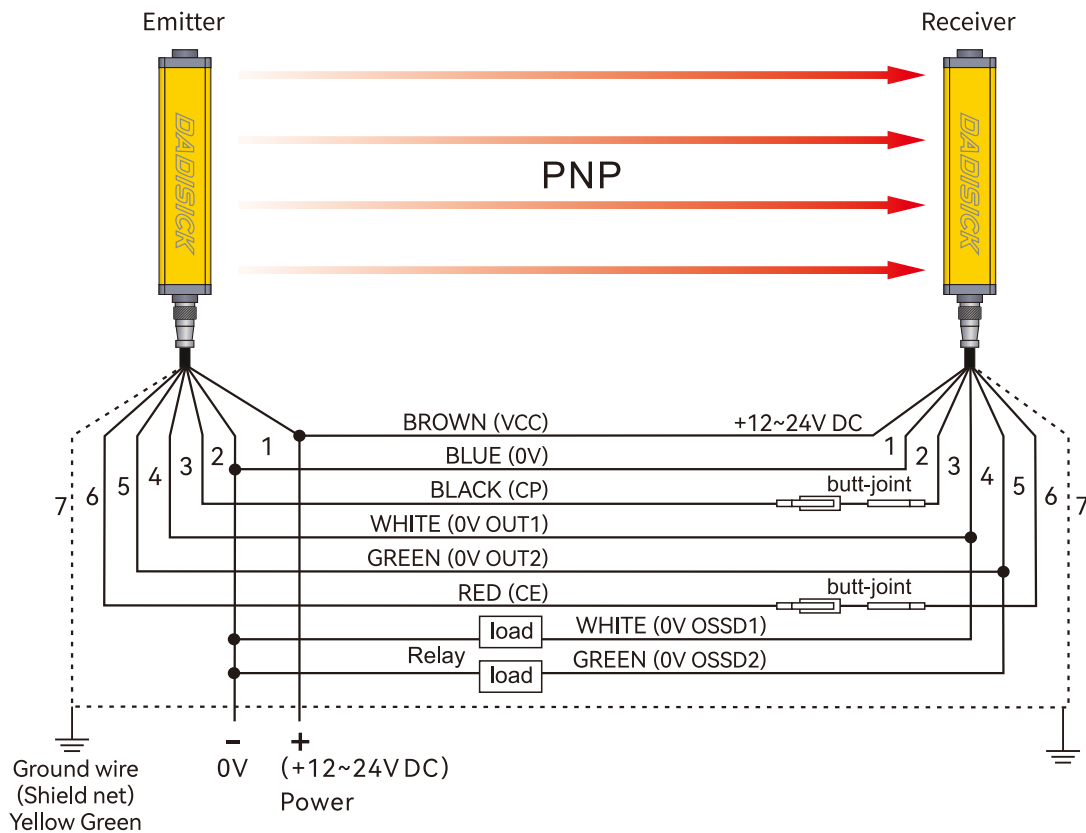 Emitter
Receiver
DADISICK
DADISICK
PNP
BROWN (VCC)
+12~24V DC
BLUE (0V)
BLACK (CP)
butt-joint
WHITE (0V OUT1)
GREEN (0V OUT2)
RED (CE)
butt-joint
load
WHITE (0V OSSD1)
Relay
load
GREEN (0V OSSD2)
7
6
5
4
3
2
1
1
2
3
4
5
6
7
-
+
0V
(+12~24V DC)
Power
Ground wire
(Shield net)
Yellow Green